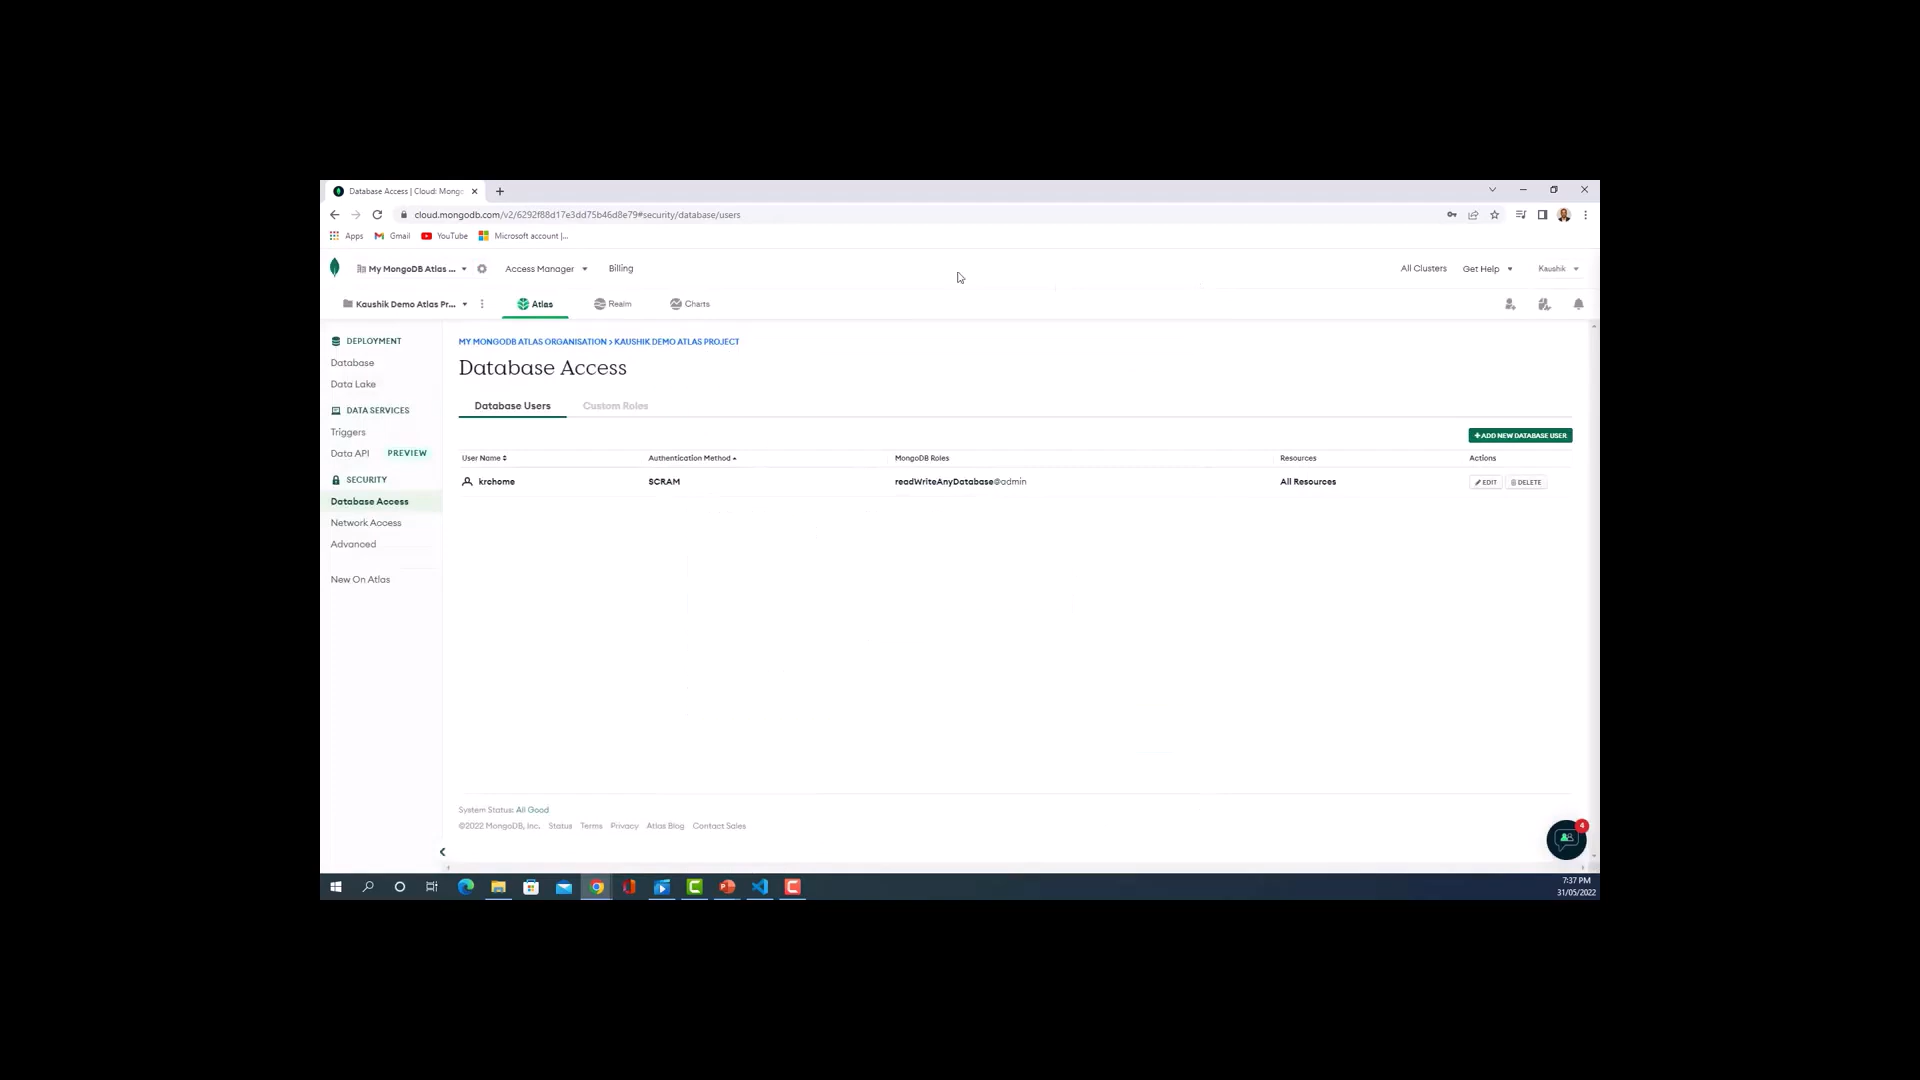 Database Access | Cloud: Mongo
cloud.mongodb.com/v2/6292f88d17e3dd75b46d8e79#security/database/users
Apps Gmail YouTube Microsoft account |...
My MongoDB Atlas ... Access Manager Billing All Clusters Get Help Kaushik
Kaushik Demo Atlas Pr... Atlas Realm Charts
DEPLOYMENT
Database
Data Lake
DATA SERVICES
Triggers
Data API PREVIEW
SECURITY
Database Access
Network Access
Advanced
New On Atlas
MY MONGODB ATLAS ORGANISATION > KAUSHIK DEMO ATLAS PROJECT
Database Access
Database Users Custom Roles
+ ADD NEW DATABASE USER
User Name Authentication Method MongoDB Roles Resources Actions
krchome SCRAM readWriteAnyDatabase@admin All Resources EDIT DELETE
System Status: All Good
©2022 MongoDB, Inc. Status Terms Privacy Atlas Blog Contact Sales
4
7:37 PM
31/05/2022